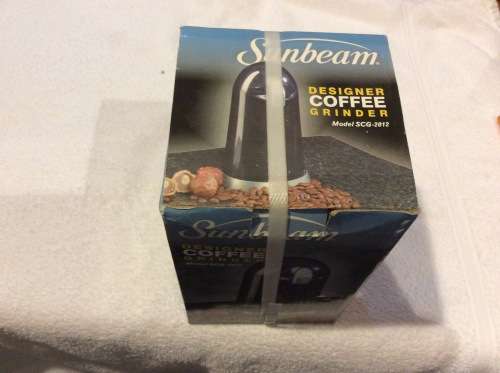 Sunbeam.
DESIGNER
COFFEE
GRINDER
Model SCG-2012
Sunbeam
DESIGNER
COFFEE
GRINDER